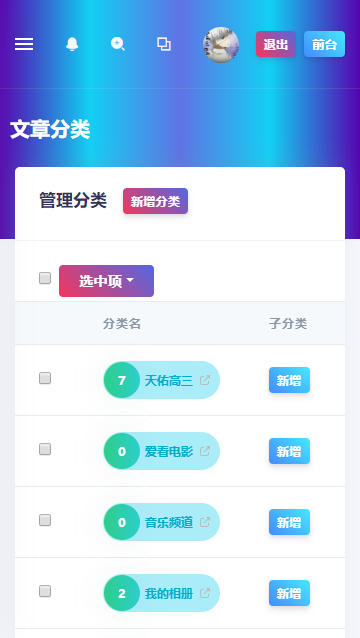 退出 前台
文章分类
管理分类 新增分类
选中项
分类名 子分类
7 天佑高三 新增
0 爱看电影 新增
0 音乐频道 新增
2 我的相册 新增